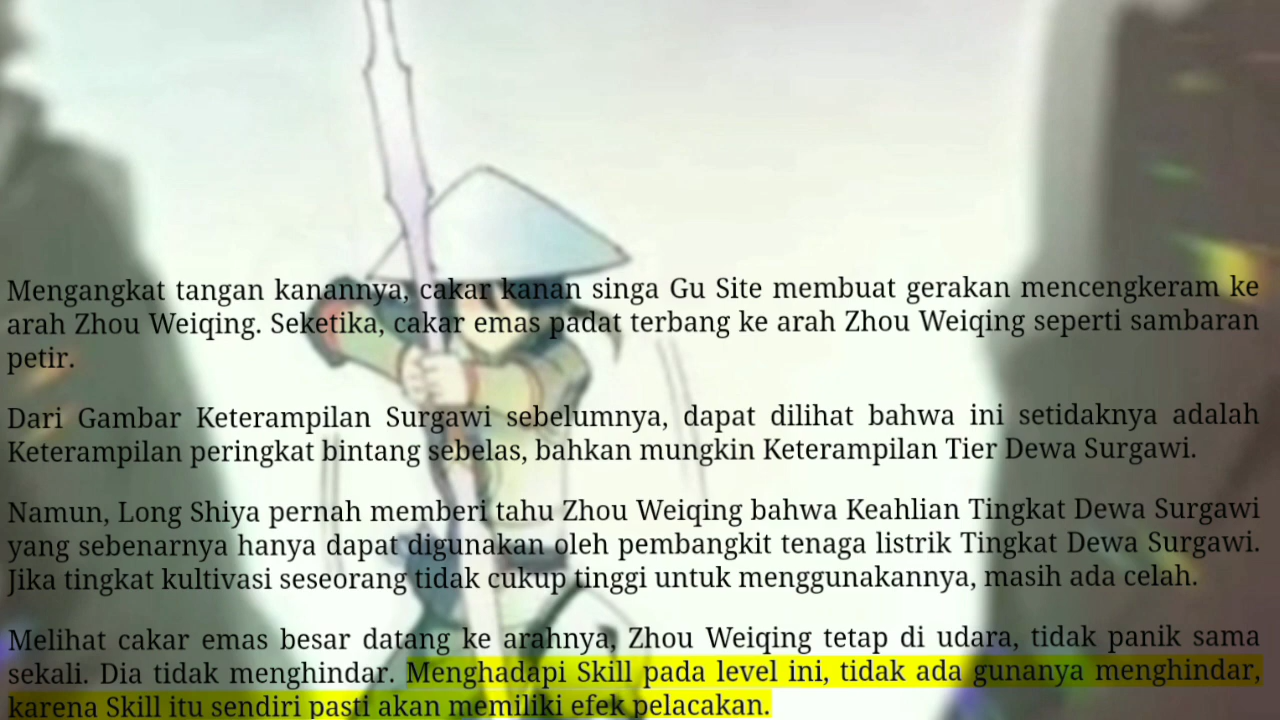 Mengangkat tangan kanannya, cakar kanan singa Gu Site membuat gerakan mencengkeram ke
arah Zhou Weiqing. Seketika, cakar emas padat terbang ke arah Zhou Weiqing seperti sambaran
petir.
Dari Gambar Keterampilan Surgawi sebelumnya, dapat dilihat bahwa ini setidaknya adalah
Keterampilan peringkat bintang sebelas, bahkan mungkin Keterampilan Tier Dewa Surgawi.
Namun, Long Shiya pernah memberi tahu Zhou Weiqing bahwa Keahlian Tingkat Dewa Surgawi
yang sebenarnya hanya dapat digunakan oleh pembangkit tenaga listrik Tingkat Dewa Surgawi.
Jika tingkat kultivasi seseorang tidak cukup tinggi untuk menggunakannya, masih ada celah.
Melihat cakar emas besar datang ke arahnya, Zhou Weiqing tetap di udara, tidak panik sama
sekali. Dia tidak menghindar. Menghadapi Skill pada level ini, tidak ada gunanya menghindar,
karena Skill itu sendiri pasti akan memiliki efek pelacakan.